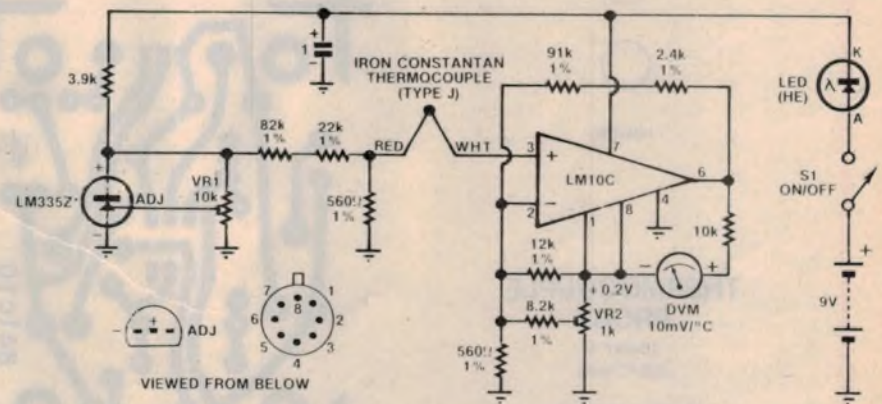 3.9k
+
1
-
IRON CONSTANTAN
THERMOCOUPLE
(TYPE J)
91k
1%
2.4k
1%
K
LED
(HE)
λ
A
S1
ON/OFF
+
9V
82k
1%
22k
1%
RED
WHT
3
+
7
LM10C
6
-
2
1
8
4
10k
+
LM335Z
ADJ
-
VR1
10k
560Ω
1%
12k
1%
+ 0.2V
-
+
DVM
10mV/°C
8.2k
1%
VR2
1k
560Ω
1%
-
+
ADJ
7
8
1
6
2
5
3
4
VIEWED FROM BELOW